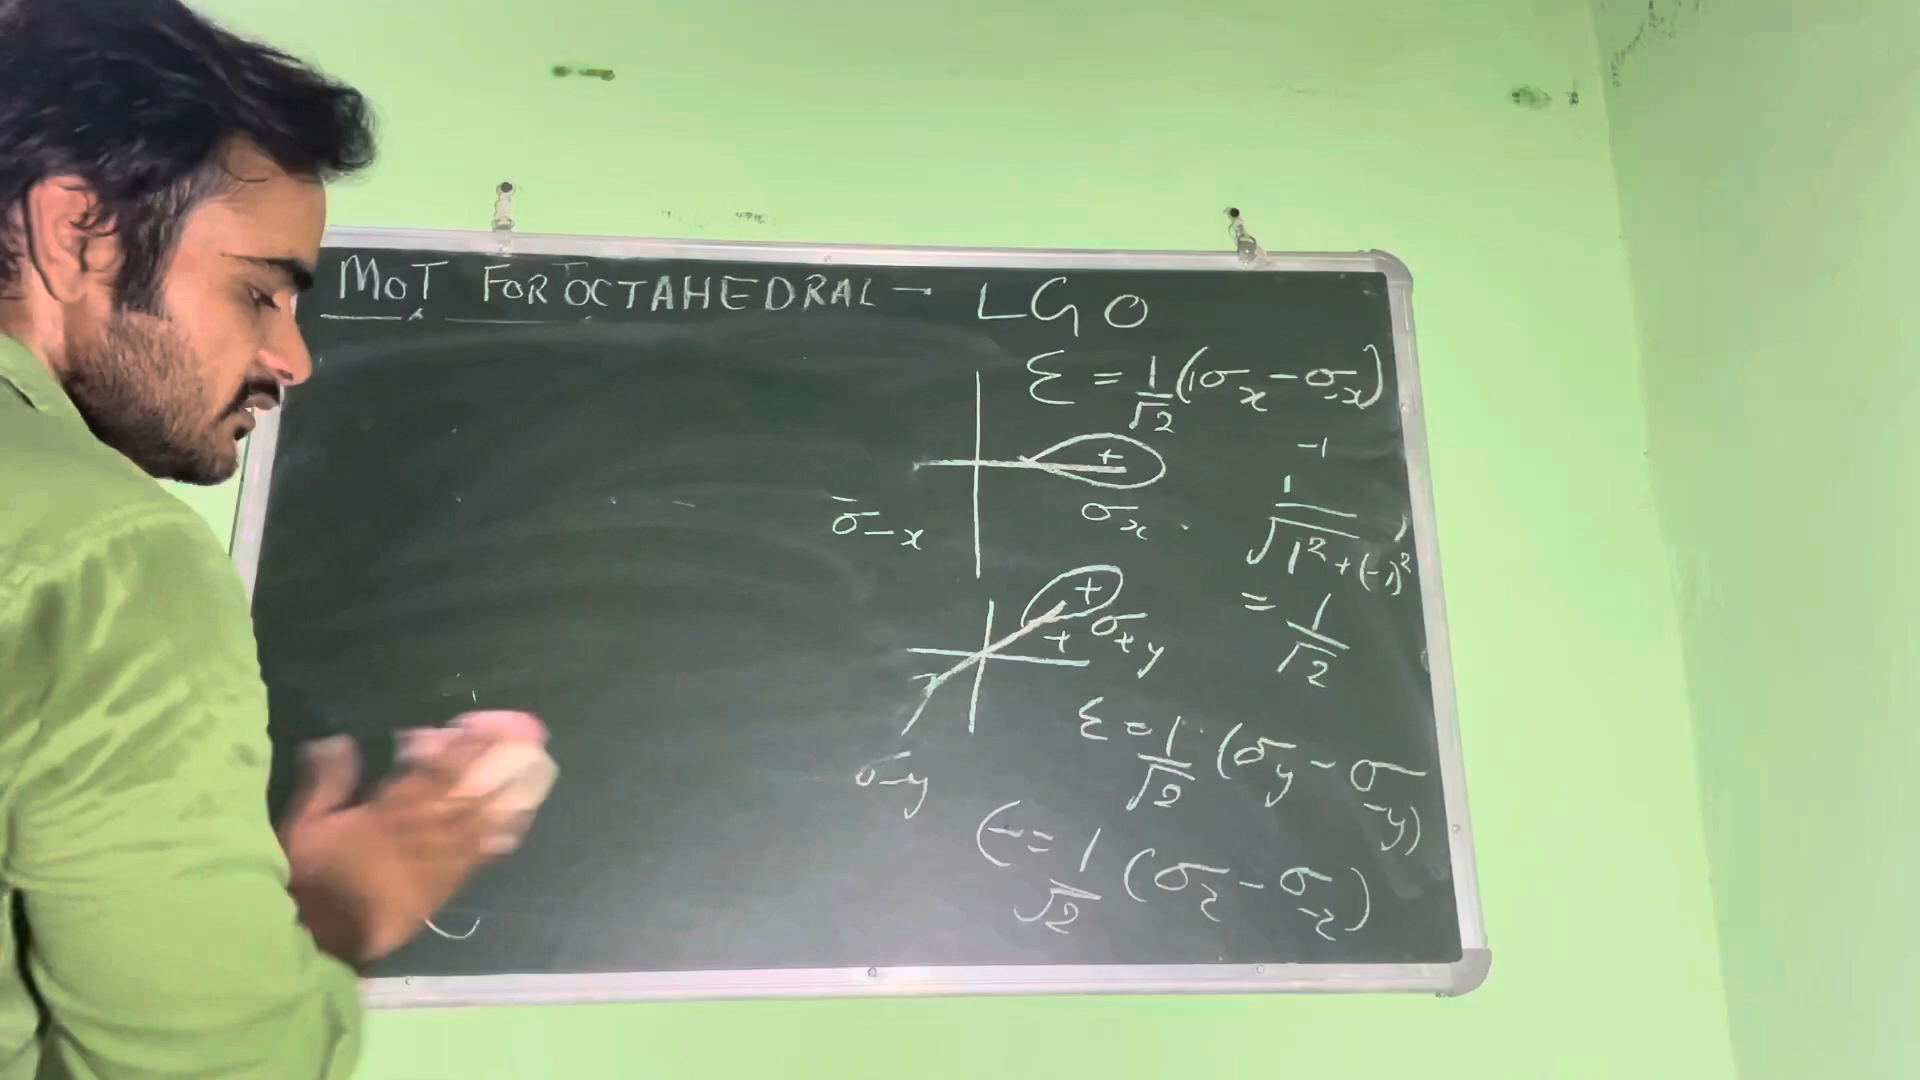 MOT FOR OCTAHEDRAL - LGO
Σ = 1/√2 (1σx - σ-x)
-1
+
σ-x
σx
1/√(1² + (-1)²)
= 1/√2
+
+
σ+y
σ-y
Σ = 1/√2 (σy - σ-y)
= 1/√2 (σz - σ-z)